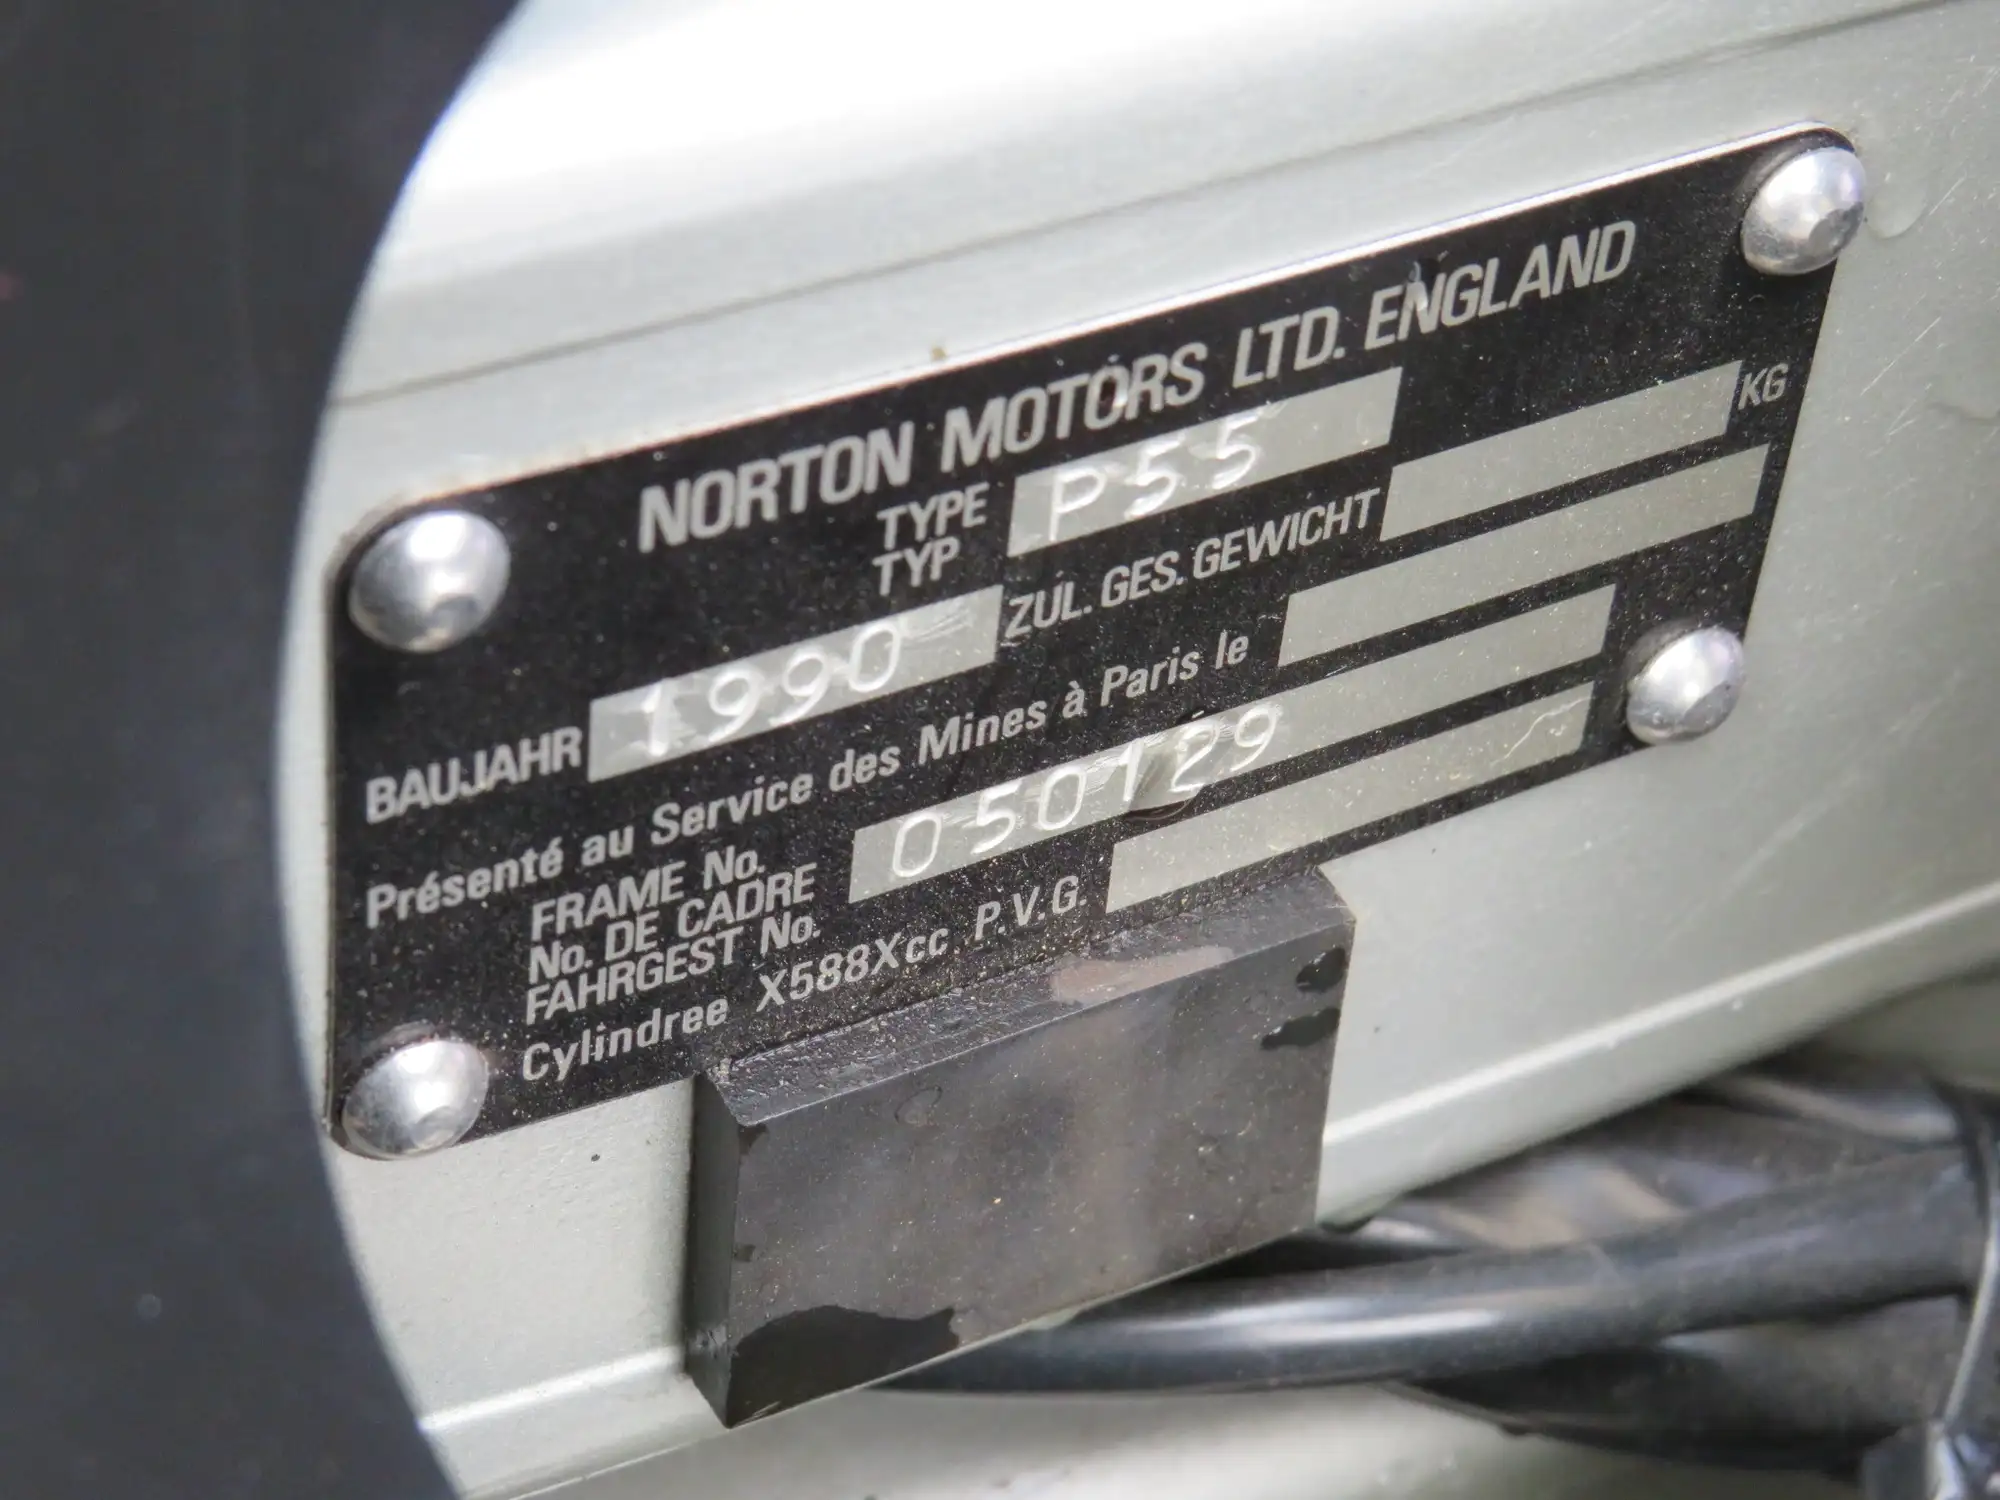 NORTON MOTORS LTD. ENGLAND
TYPE P55
TYP
BAUJAHR 1990 ZUL. GES. GEWICHT KG
Présenté au Service des Mines à Paris le
FRAME No.
No. DE CADRE 050129
FAHRGEST No.
Cylindree X588Xcc P.V.G.